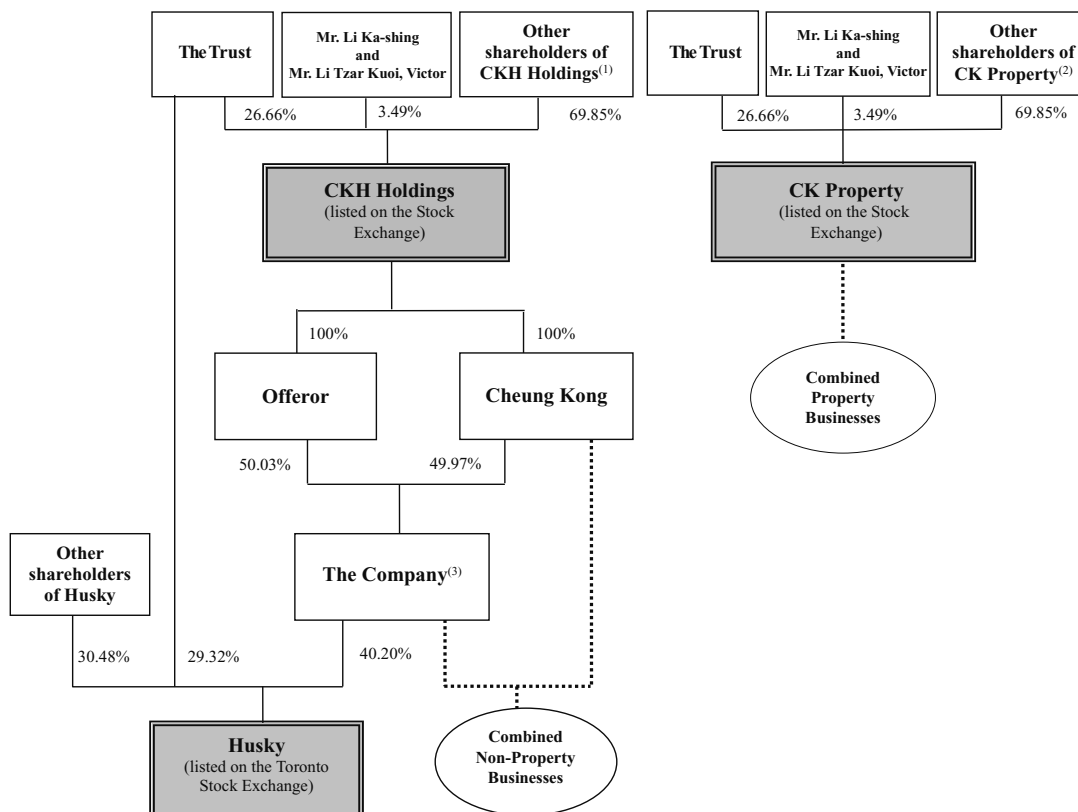 The Trust
Mr. Li Ka-shing
and
Mr. Li Tzar Kuoi, Victor
Other
shareholders of
CKH Holdings(1)
The Trust
Mr. Li Ka-shing
and
Mr. Li Tzar Kuoi, Victor
Other
shareholders of
CK Property(2)
26.66%
3.49%
69.85%
26.66%
3.49%
69.85%
CKH Holdings
(listed on the Stock
Exchange)
CK Property
(listed on the Stock
Exchange)
100%
100%
Offeror
Cheung Kong
Combined
Property
Businesses
50.03%
49.97%
Other
shareholders
of Husky
The Company(3)
30.48%
29.32%
40.20%
Husky
(listed on the Toronto
Stock Exchange)
Combined
Non-Property
Businesses